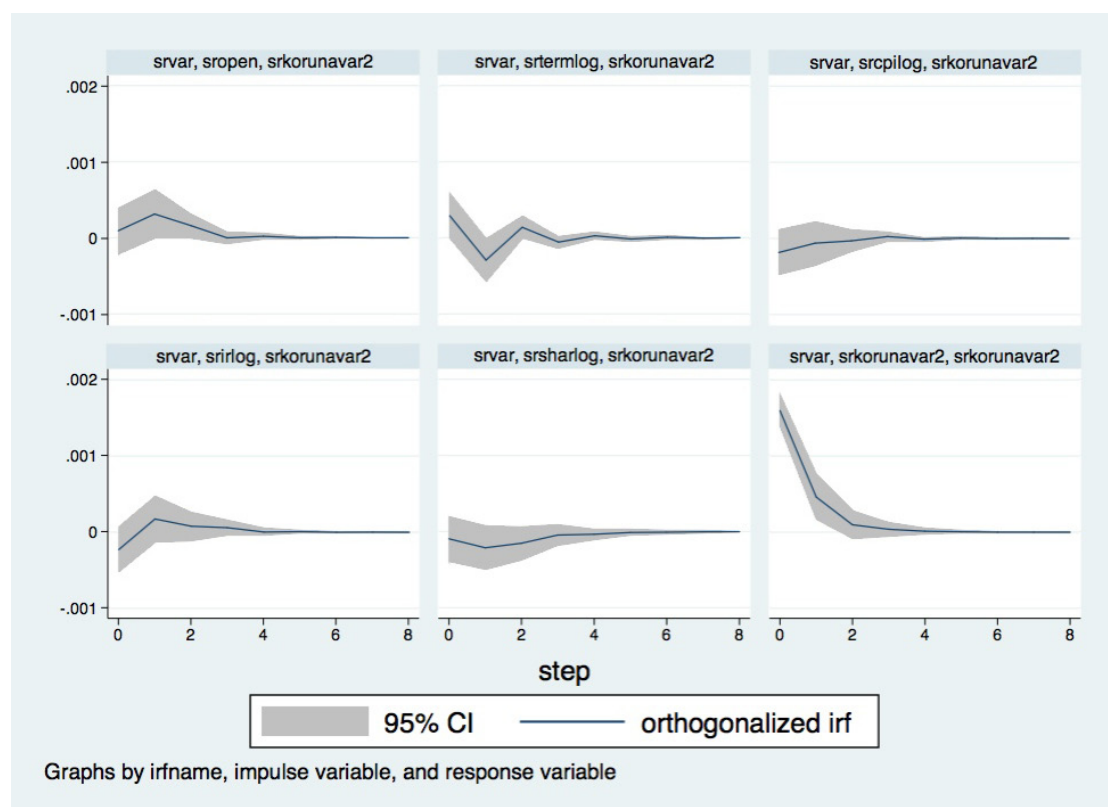 srvar, sropen, srkorunavar2
srvar, srtermlog, srkorunavar2
srvar, srcpilog, srkorunavar2
.002
.001
0
-.001
srvar, srirlog, srkorunavar2
srvar, srsharlog, srkorunavar2
srvar, srkorunavar2, srkorunavar2
.002
.001
0
-.001
0 2 4 6 8
0 2 4 6 8
0 2 4 6 8
step
95% CI
orthogonalized irf
Graphs by irfname, impulse variable, and response variable